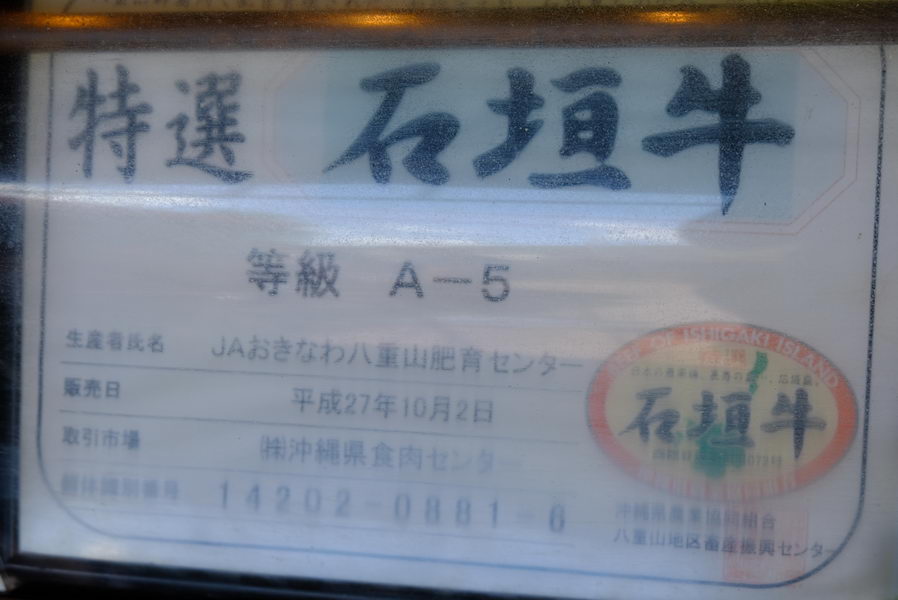 特選 石垣牛
等級 A－5
生産者氏名 JAおきなわ八重山肥育センター
販売日 平成27年10月2日
取引市場 ㈱沖縄県食肉センター
個体識別番号 14202-0881-6
BEEF OF ISHIGAKI ISLAND
石垣牛
沖縄県農業協同組合
八重山地区畜産振興センター